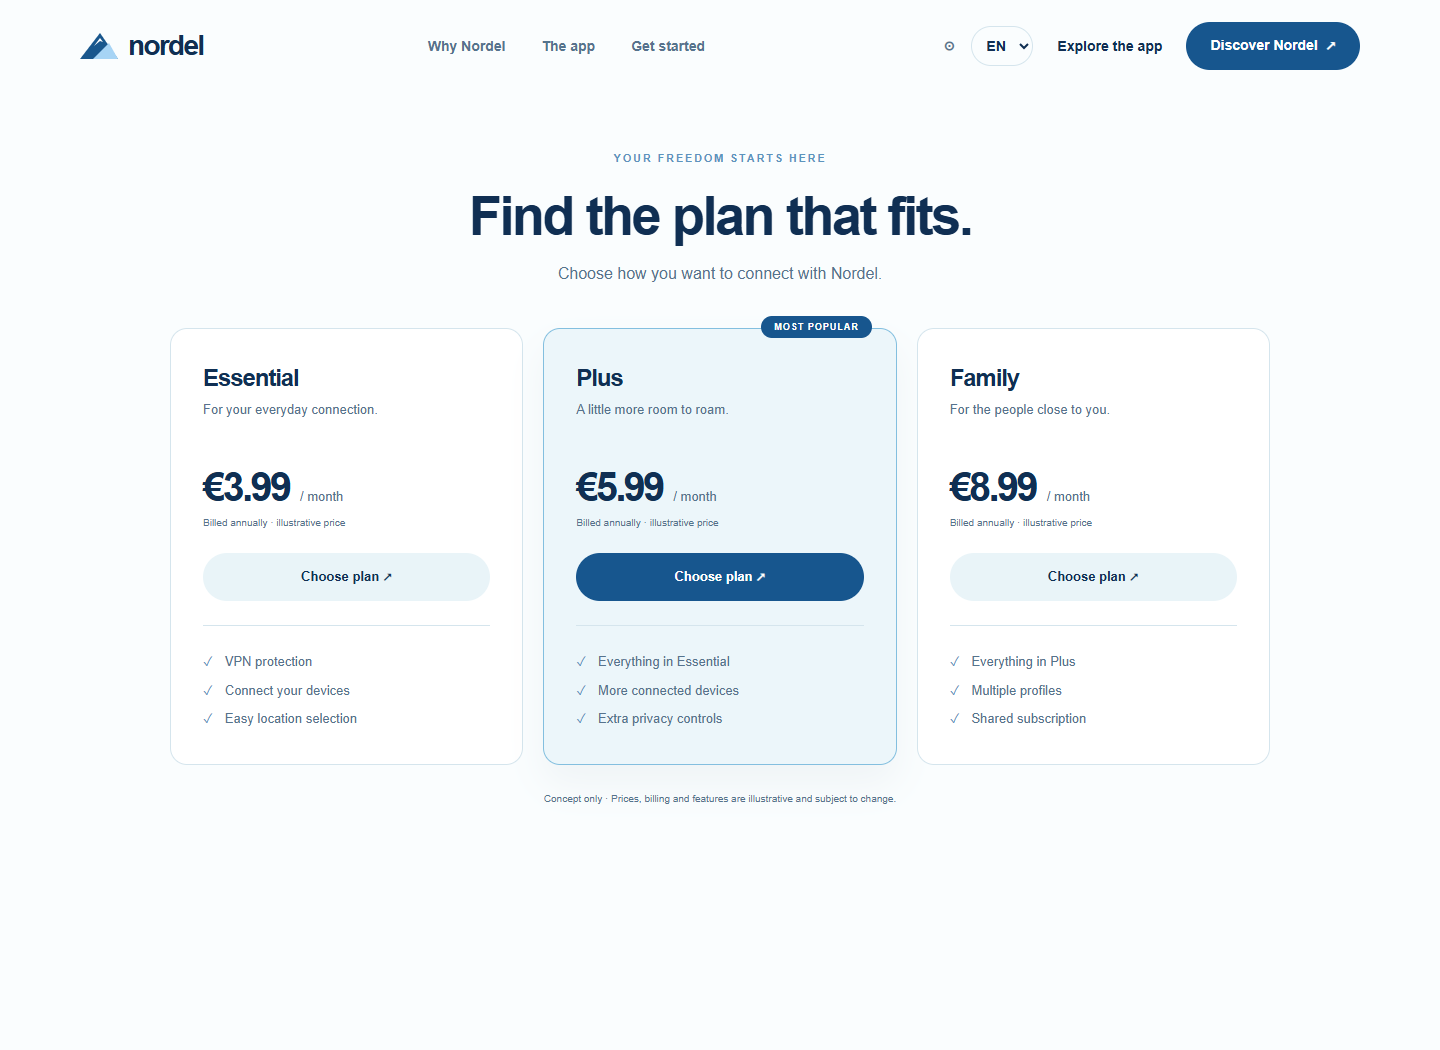 nordel
Why Nordel
The app
Get started
EN
Explore the app
Discover Nordel ↗
YOUR FREEDOM STARTS HERE
Find the plan that fits.
Choose how you want to connect with Nordel.
Essential
For your everyday connection.
€3.99 / month
Billed annually · illustrative price
Choose plan ↗
✓ VPN protection
✓ Connect your devices
✓ Easy location selection
MOST POPULAR
Plus
A little more room to roam.
€5.99 / month
Billed annually · illustrative price
Choose plan ↗
✓ Everything in Essential
✓ More connected devices
✓ Extra privacy controls
Family
For the people close to you.
€8.99 / month
Billed annually · illustrative price
Choose plan ↗
✓ Everything in Plus
✓ Multiple profiles
✓ Shared subscription
Concept only · Prices, billing and features are illustrative and subject to change.